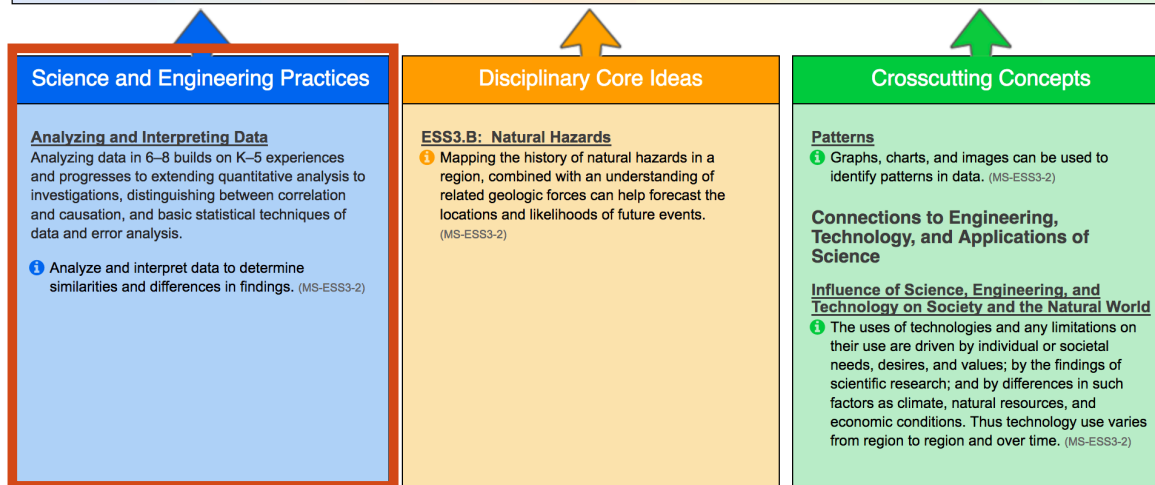 Science and Engineering Practices
Analyzing and Interpreting Data
Analyzing data in 6–8 builds on K–5 experiences
and progresses to extending quantitative analysis to
investigations, distinguishing between correlation
and causation, and basic statistical techniques of
data and error analysis.
Analyze and interpret data to determine
similarities and differences in findings. (MS-ESS3-2)
Disciplinary Core Ideas
ESS3.B: Natural Hazards
Mapping the history of natural hazards in a
region, combined with an understanding of
related geologic forces can help forecast the
locations and likelihoods of future events.
(MS-ESS3-2)
Crosscutting Concepts
Patterns
Graphs, charts, and images can be used to
identify patterns in data. (MS-ESS3-2)
Connections to Engineering,
Technology, and Applications of
Science
Influence of Science, Engineering, and
Technology on Society and the Natural World
The uses of technologies and any limitations on
their use are driven by individual or societal
needs, desires, and values; by the findings of
scientific research; and by differences in such
factors as climate, natural resources, and
economic conditions. Thus technology use varies
from region to region and over time. (MS-ESS3-2)